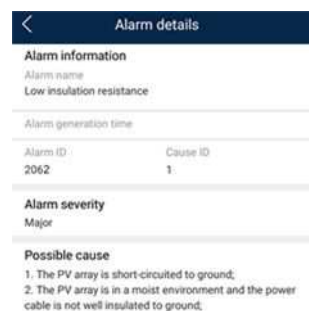 Alarm details
Alarm information
Alarm name
Low insulation resistance
Alarm generation time
Alarm ID Cause ID
2062 1
Alarm severity
Major
Possible cause
1. The PV array is short-circuited to ground;
2. The PV array is in a moist environment and the power
cable is not well insulated to ground;